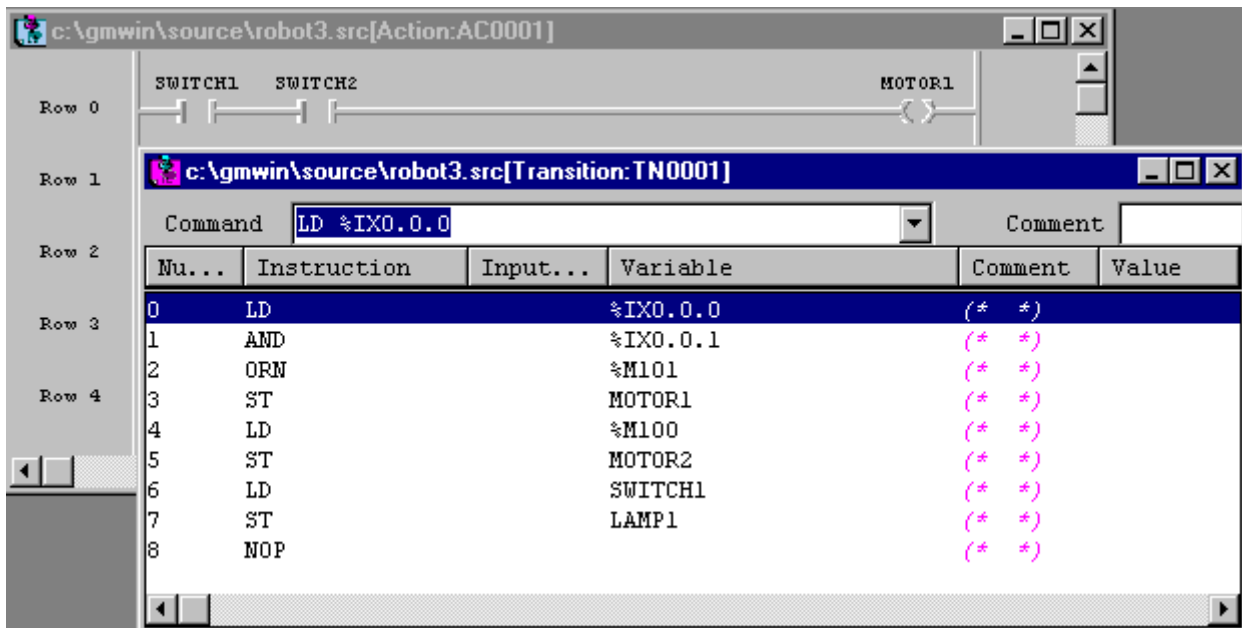 c:\gmwin\source\robot3.src[Action:AC0001]
SWITCH1 SWITCH2 MOTOR1
Row 0
Row 1
Row 2
Row 3
Row 4
c:\gmwin\source\robot3.src[Transition:TN0001]
Command LD %IX0.0.0 Comment
Nu... Instruction Input... Variable Comment Value
0 LD %IX0.0.0 (* *)
1 AND %IX0.0.1 (* *)
2 ORN %M101 (* *)
3 ST MOTOR1 (* *)
4 LD %M100 (* *)
5 ST MOTOR2 (* *)
6 LD SWITCH1 (* *)
7 ST LAMP1 (* *)
8 NOP (* *)